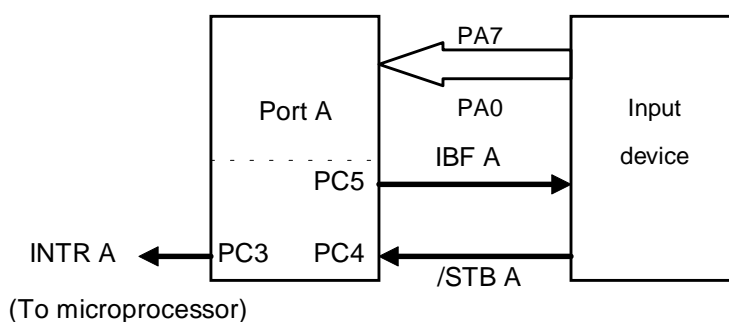 PA7
Port A
PA0
Input
device
IBF A
PC5
INTR A
PC3
PC4
/STB A
(To microprocessor)